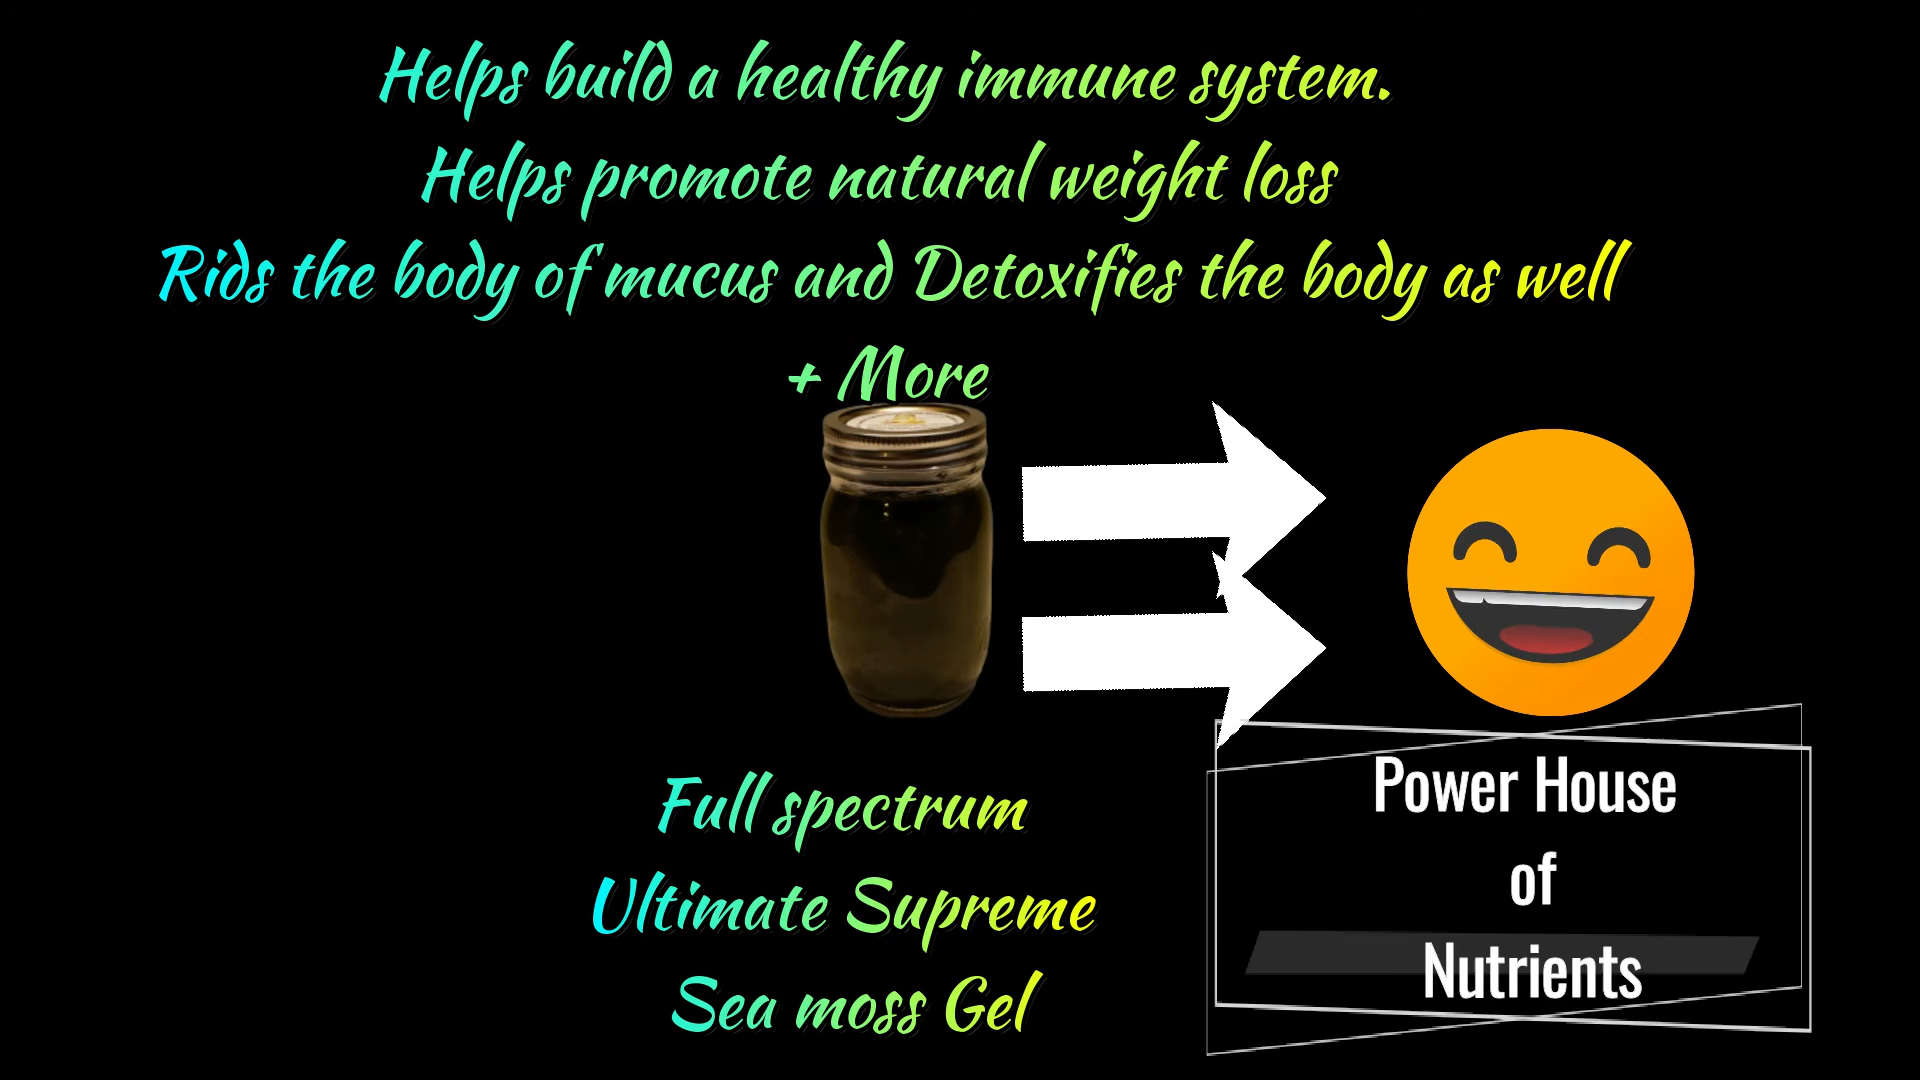 Helps build a healthy immune system.
Helps promote natural weight loss
Rids the body of mucus and Detoxifies the body as well
+ More
Full spectrum
Ultimate Supreme
Sea moss Gel
Power House
of
Nutrients